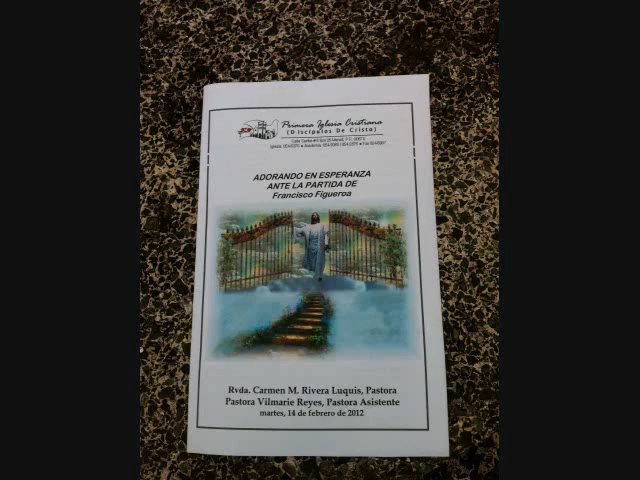 Primera Iglesia Cristiana
(Discípulos De Cristo)
ADORANDO EN ESPERANZA
ANTE LA PARTIDA DE
Francisco Figueroa
Rvda. Carmen M. Rivera Luquis, Pastora
Pastora Vilmarie Reyes, Pastora Asistente
martes, 14 de febrero de 2012